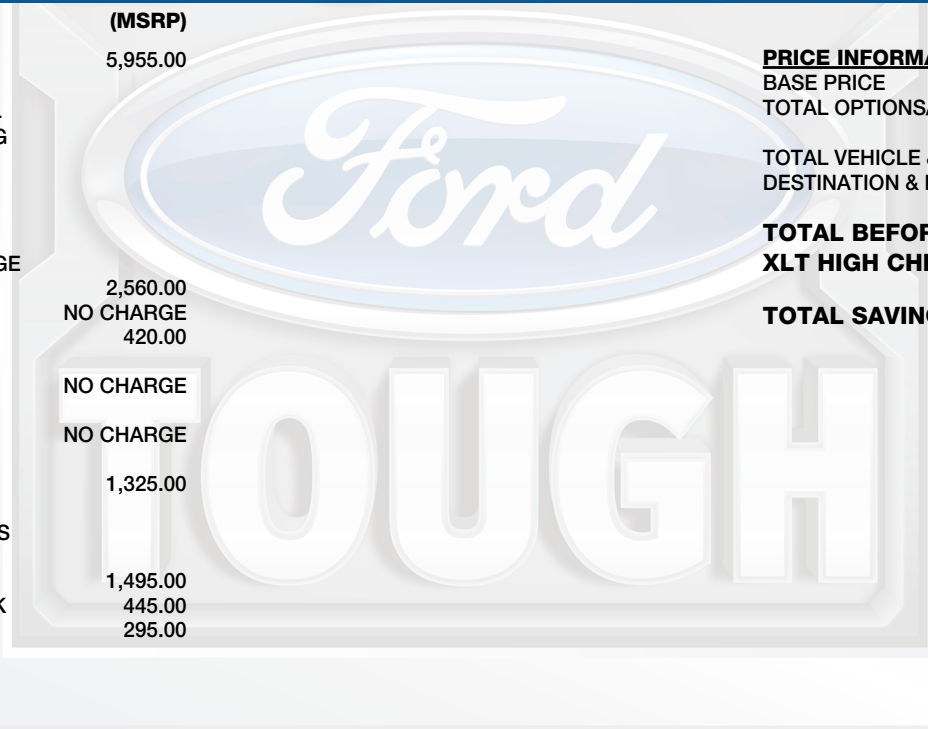 (MSRP)
5,955.00
G
GE
2,560.00
NO CHARGE
420.00
NO CHARGE
NO CHARGE
1,325.00
S
1,495.00
K 445.00
295.00
PRICE INFORMA
BASE PRICE
TOTAL OPTIONS
TOTAL VEHICLE &
DESTINATION &
TOTAL BEFOR
XLT HIGH CH
TOTAL SAVIN
Ford
TOUGH